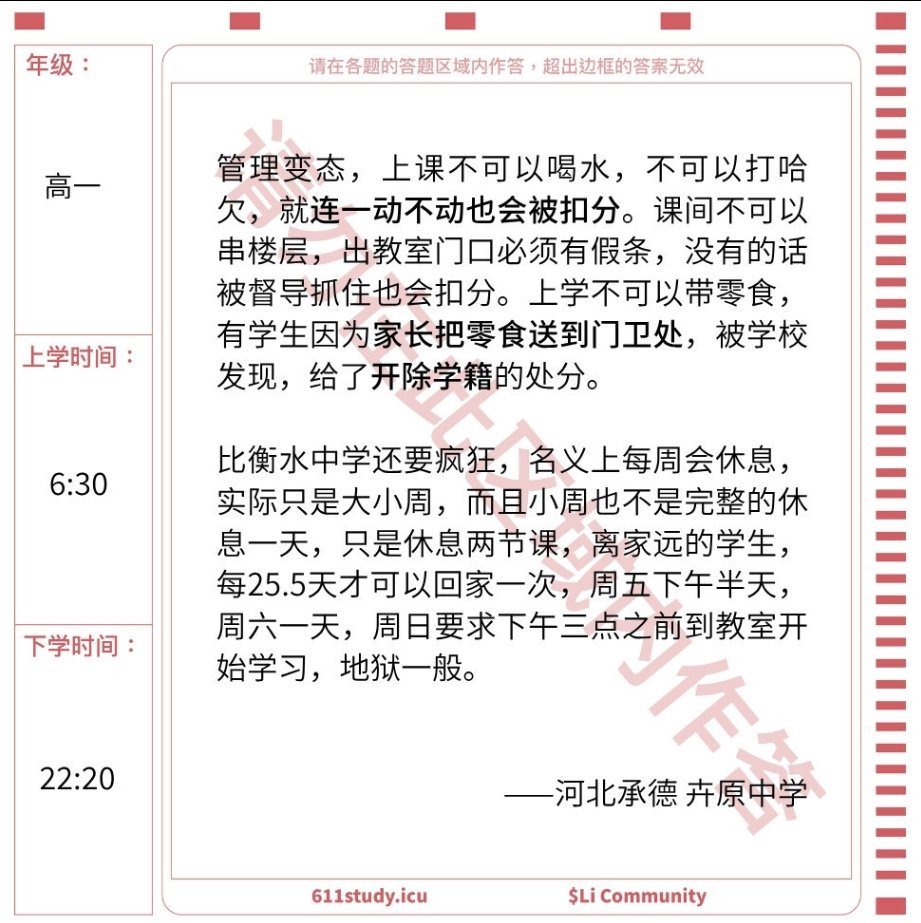 年级：
高一
上学时间：
6:30
下学时间：
22:20
请在各题的答题区域内作答，超出边框的答案无效
管理变态，上课不可以喝水，不可以打哈
欠，就连一动不动也会被扣分。课间不可以
串楼层，出教室门口必须有假条，没有的话
被督导抓住也会扣分。上学不可以带零食，
有学生因为家长把零食送到门卫处，被学校
发现，给了开除学籍的处分。
比衡水中学还要疯狂，名义上每周会休息，
实际只是大小周，而且小周也不是完整的休
息一天，只是休息两节课，离家远的学生，
每25.5天才可以回家一次，周五下午半天，
周六一天，周日要求下午三点之前到教室开
始学习，地狱一般。
——河北承德 卉原中学
请勿在此区域内作答
611study.icu
$Li Community